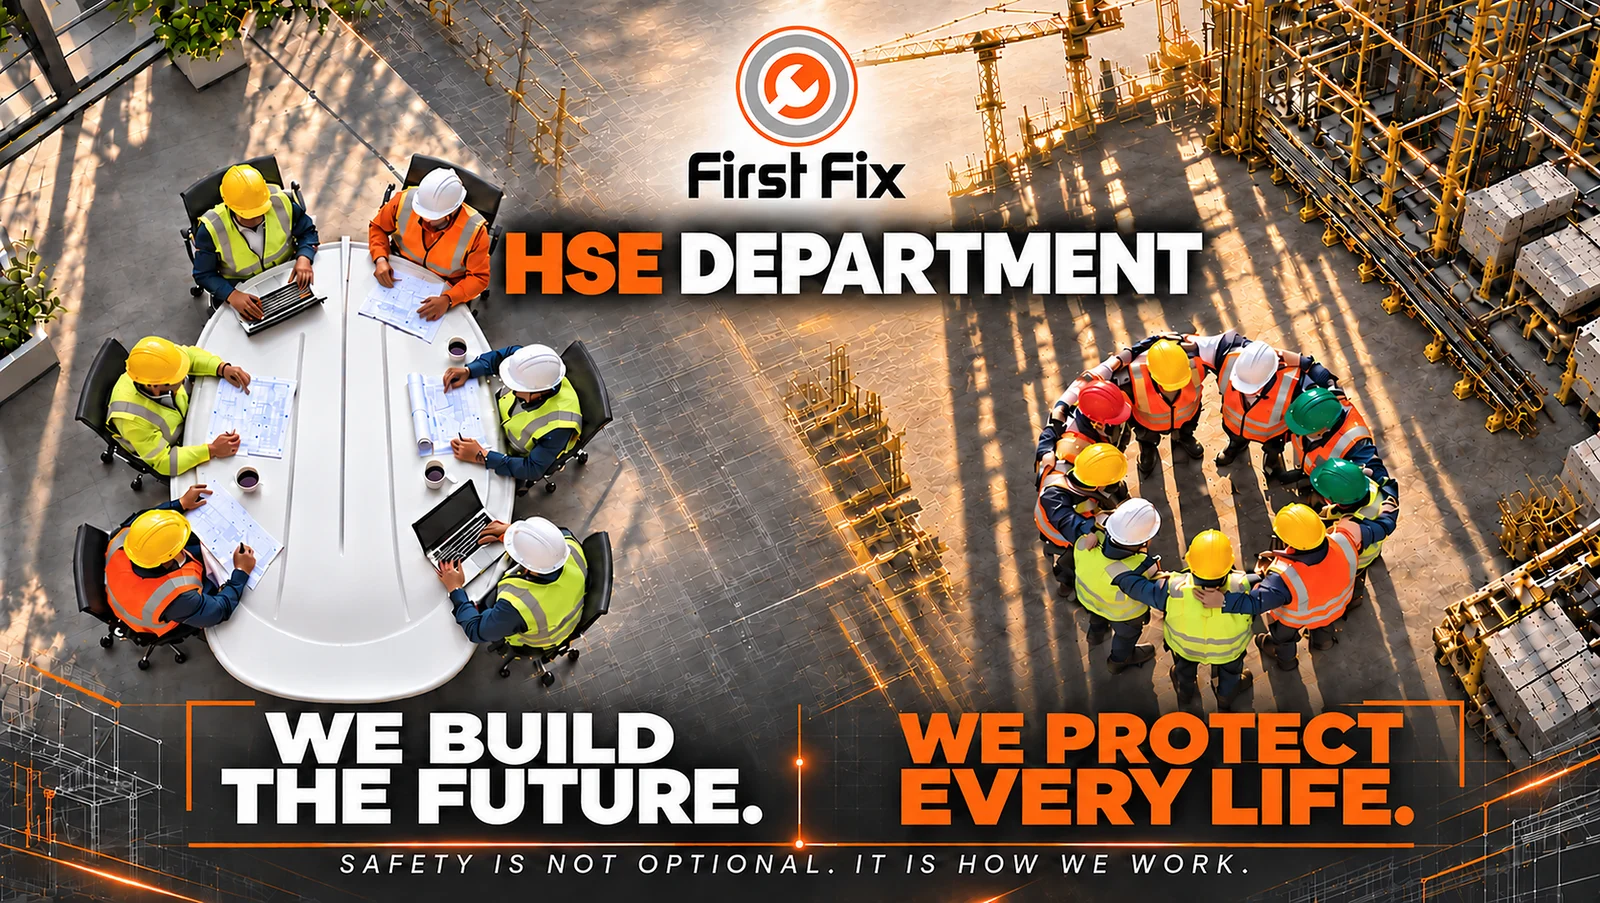 First Fix
HSE DEPARTMENT
WE BUILD
THE FUTURE.
WE PROTECT
EVERY LIFE.
SAFETY IS NOT OPTIONAL. IT IS HOW WE WORK.